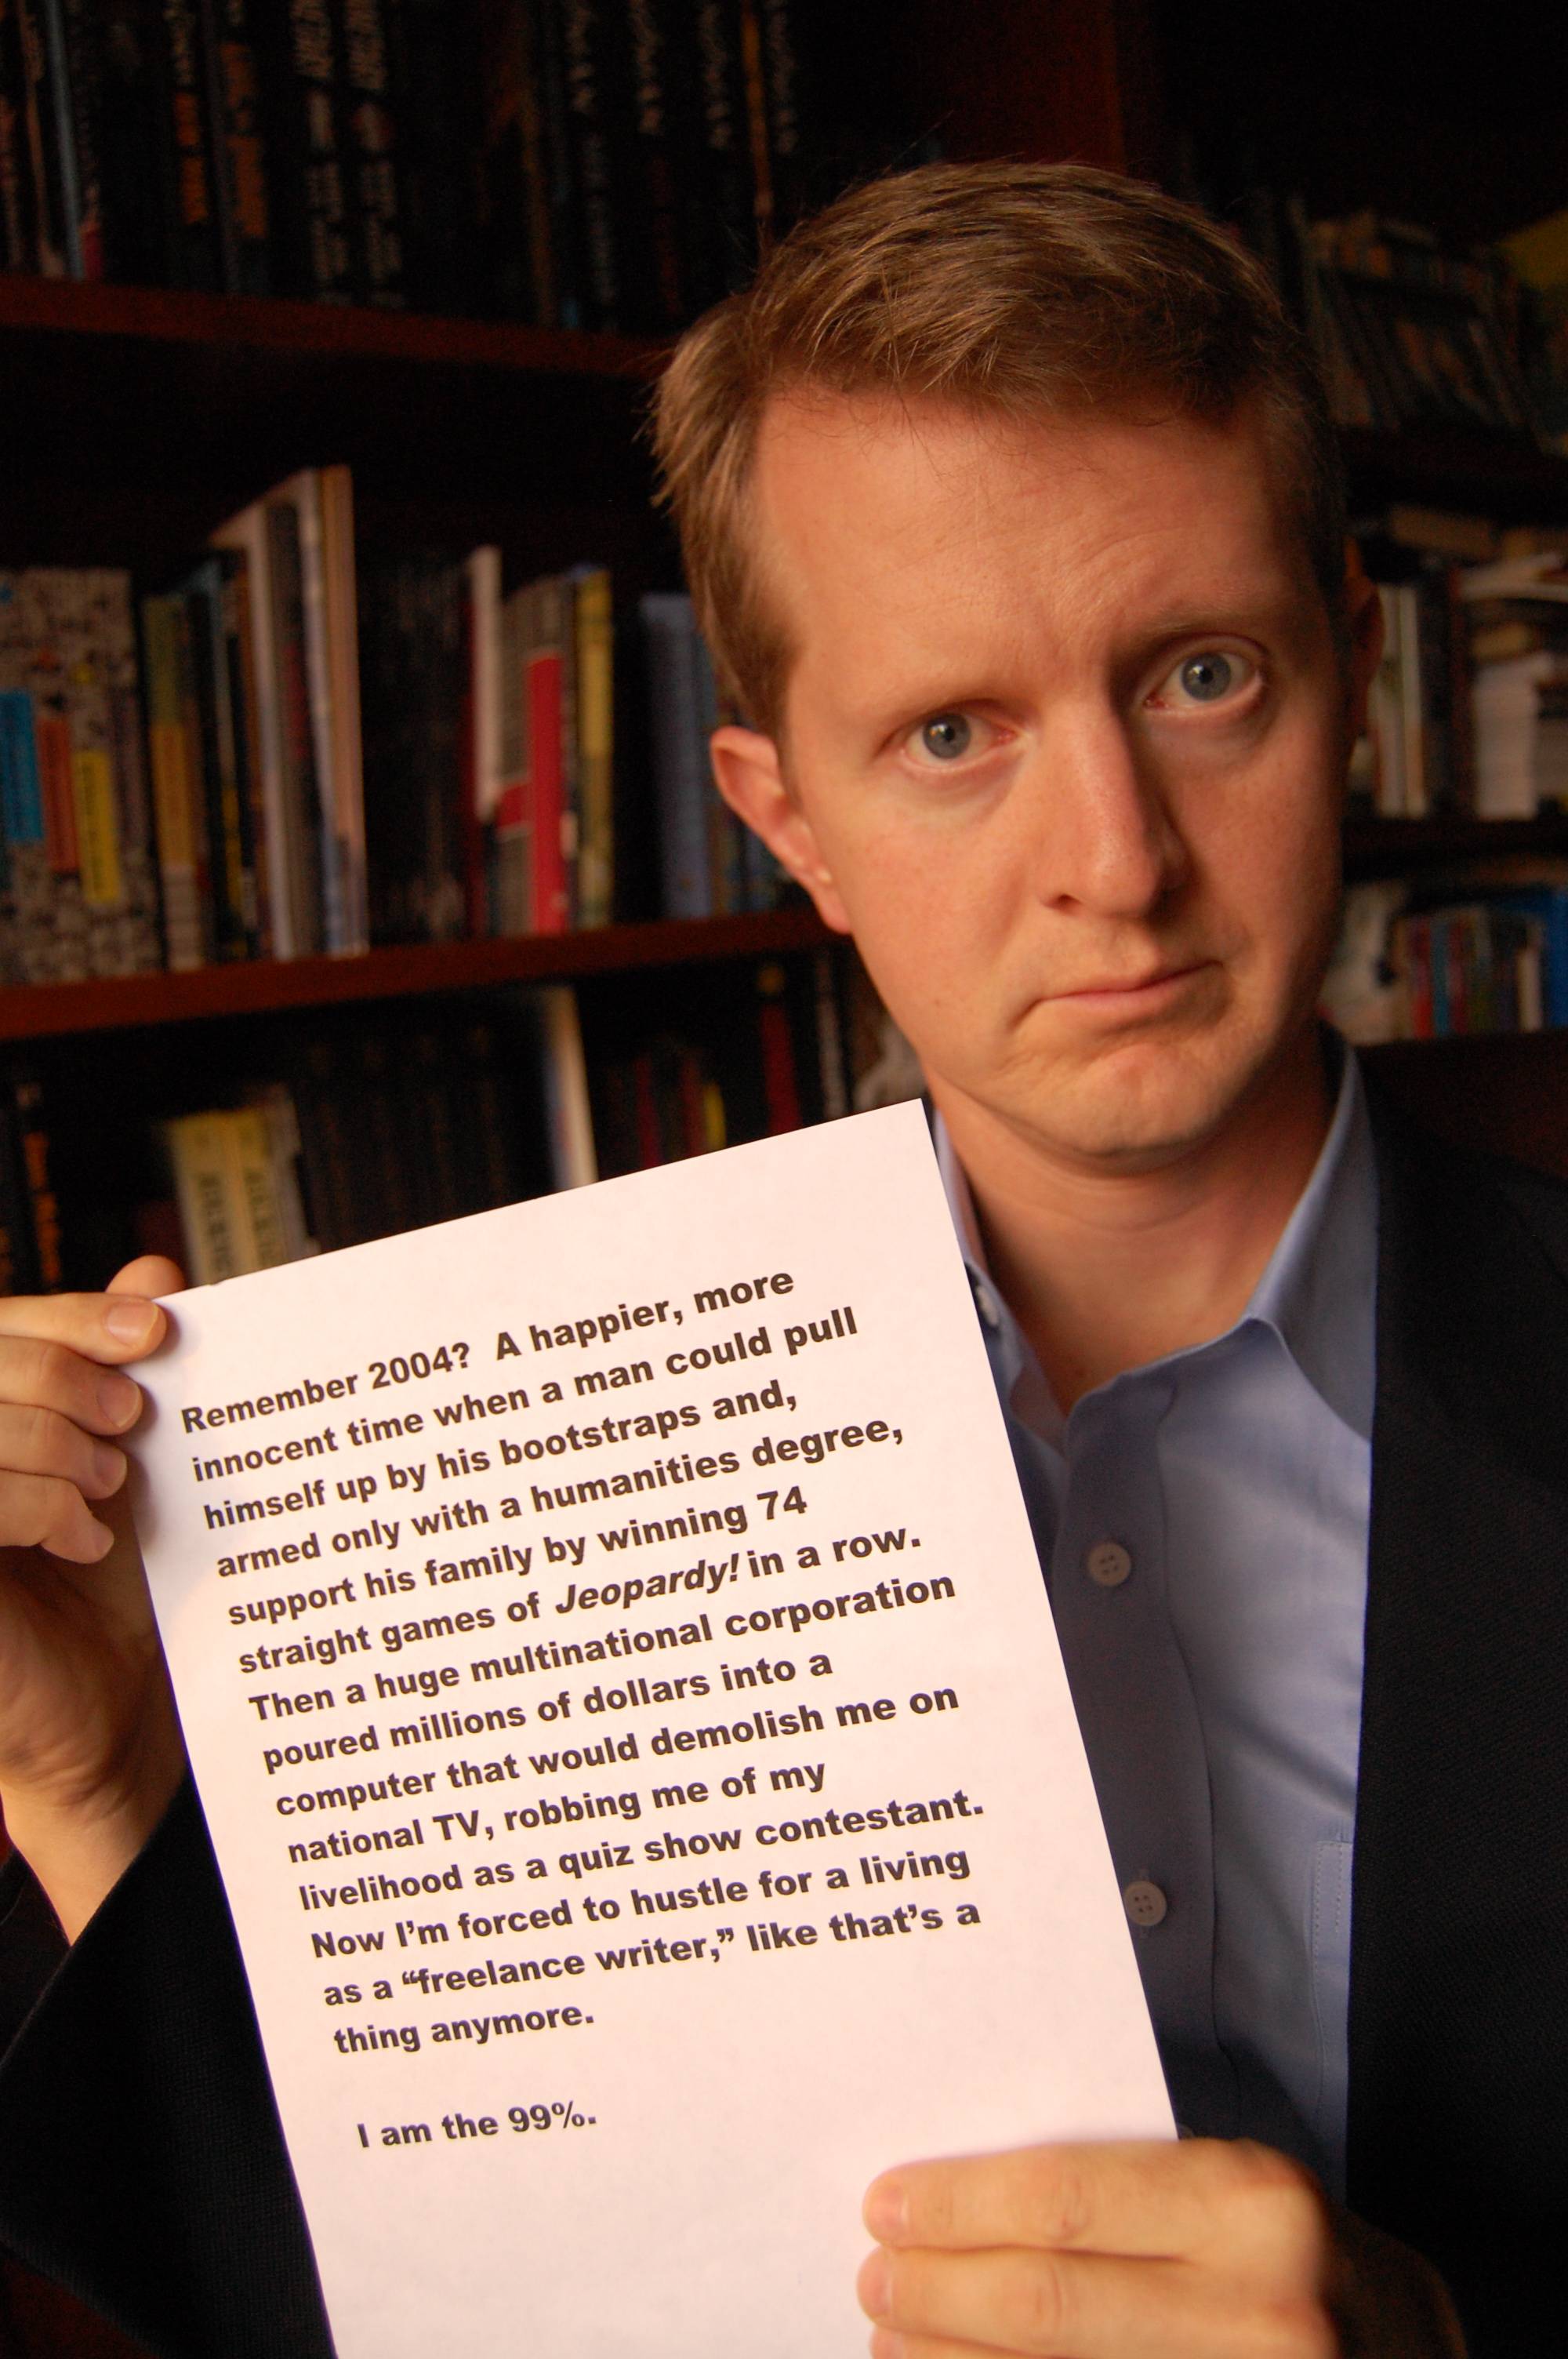 Remember 2004?  A happier, more
innocent time when a man could pull
himself up by his bootstraps and,
armed only with a humanities degree,
support his family by winning 74
straight games of Jeopardy! in a row.
Then a huge multinational corporation
poured millions of dollars into a
computer that would demolish me on
national TV, robbing me of my
livelihood as a quiz show contestant.
Now I’m forced to hustle for a living
as a “freelance writer,” like that’s a
thing anymore.
I am the 99%.